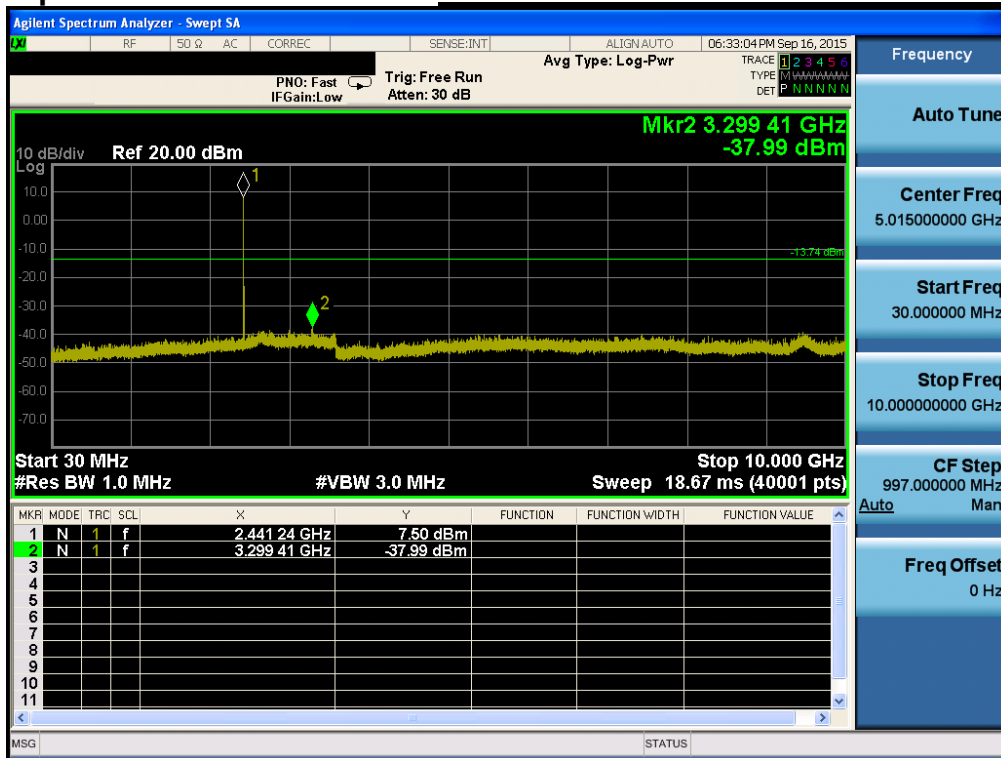 Agilent Spectrum Analyzer - Swept SA
LXI RF 50 Ω AC CORREC SENSE:INT ALIGN AUTO 06:33:04 PM Sep 16, 2015
Avg Type: Log-Pwr TRACE 1 2 3 4 5 6
PNO: Fast Trig: Free Run TYPE M WWWWW
IFGain:Low Atten: 30 dB DET P N N N N N
Mkr2 3.299 41 GHz
-37.99 dBm
10 dB/div Ref 20.00 dBm
Log
1
10.0
0.00
-10.0
-13.74 dBm
-20.0
-30.0
2
-40.0
-50.0
-60.0
-70.0
Start 30 MHz Stop 10.000 GHz
#Res BW 1.0 MHz #VBW 3.0 MHz Sweep 18.67 ms (40001 pts)
MKR MODE TRC SCL X Y FUNCTION FUNCTION WIDTH FUNCTION VALUE
1 N 1 f 2.441 24 GHz 7.50 dBm
2 N 1 f 3.299 41 GHz -37.99 dBm
3
4
5
6
7
8
9
10
11
MSG STATUS
Frequency
Auto Tune
Center Freq
5.015000000 GHz
Start Freq
30.000000 MHz
Stop Freq
10.000000000 GHz
CF Step
997.000000 MHz
Auto Man
Freq Offset
0 Hz